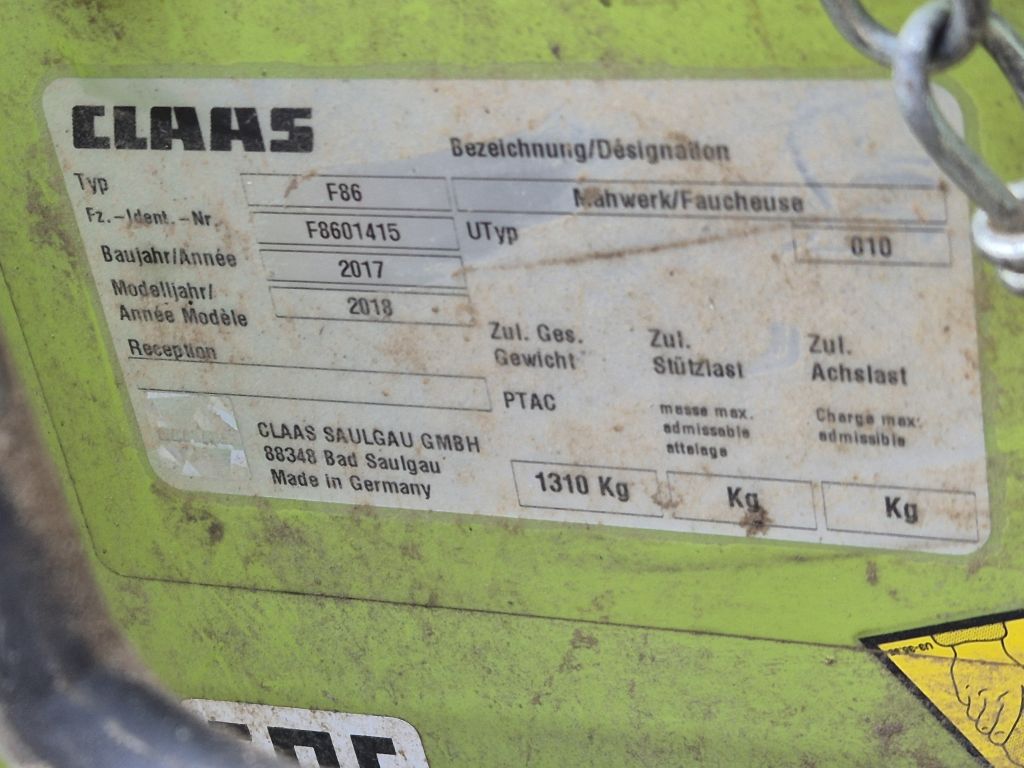 CLAAS
Bezeichnung/Désignation
Typ F86 Mähwerk/Faucheuse
Fz.-Ident.-Nr. F8601415 UTyp 010
Baujahr/Année 2017
Modelljahr/
Année Modèle 2018
Reception
Zul. Ges.
Gewicht
PTAC
1310 Kg
Zul.
Stützlast
masse max.
admissable
attelage
Kg
Zul.
Achslast
Charge max.
admissible
Kg
CLAAS SAULGAU GMBH
88348 Bad Saulgau
Made in Germany